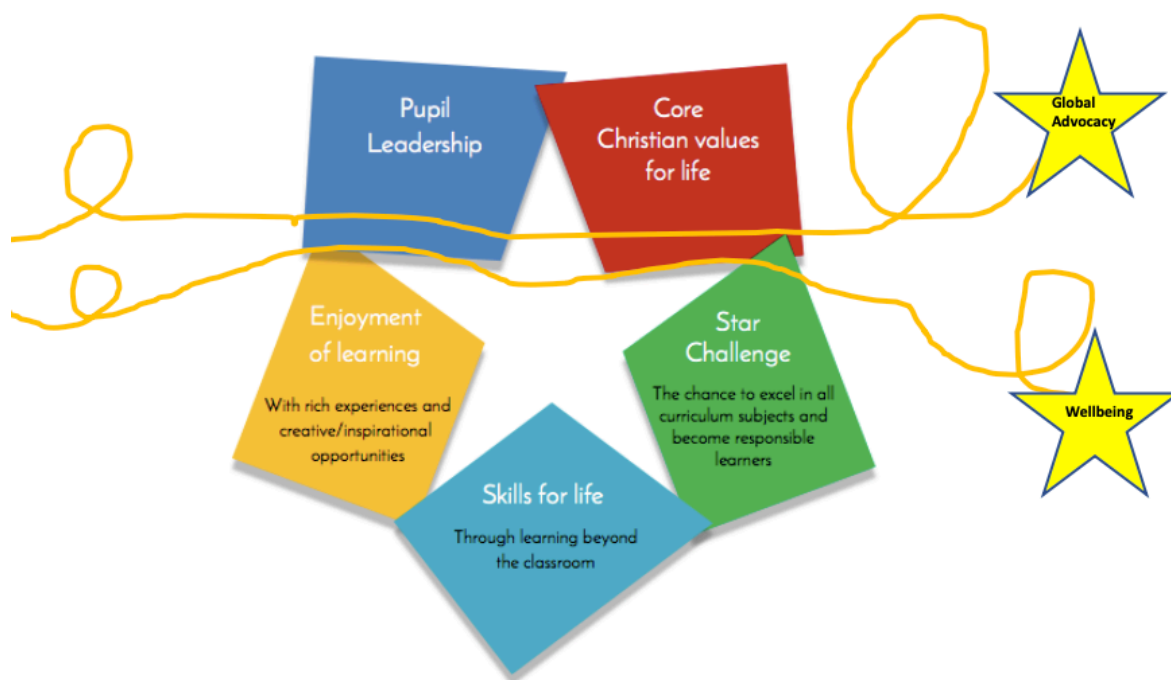 Pupil
Leadership
Core
Christian values
for life
Global
Advocacy
Enjoyment
of learning
With rich experiences and
creative/inspirational
opportunities
Star
Challenge
The chance to excel in all
curriculum subjects and
become responsible
learners
Wellbeing
Skills for life
Through learning beyond
the classroom